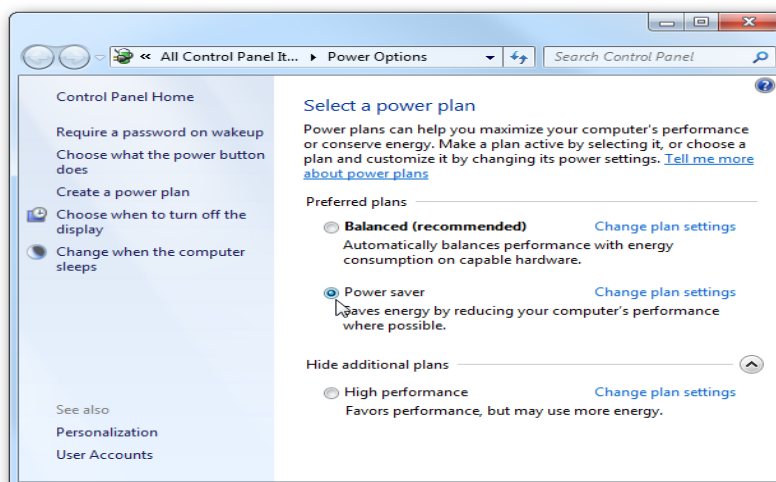 « All Control Panel It... Power Options
Search Control Panel
Control Panel Home
Require a password on wakeup
Choose what the power button
does
Create a power plan
Choose when to turn off the
display
Change when the computer
sleeps
See also
Personalization
User Accounts
Select a power plan
Power plans can help you maximize your computer's performance
or conserve energy. Make a plan active by selecting it, or choose a
plan and customize it by changing its power settings. Tell me more
about power plans
Preferred plans
Balanced (recommended) Change plan settings
Automatically balances performance with energy
consumption on capable hardware.
Power saver Change plan settings
Saves energy by reducing your computer's performance
where possible.
Hide additional plans
High performance Change plan settings
Favors performance, but may use more energy.